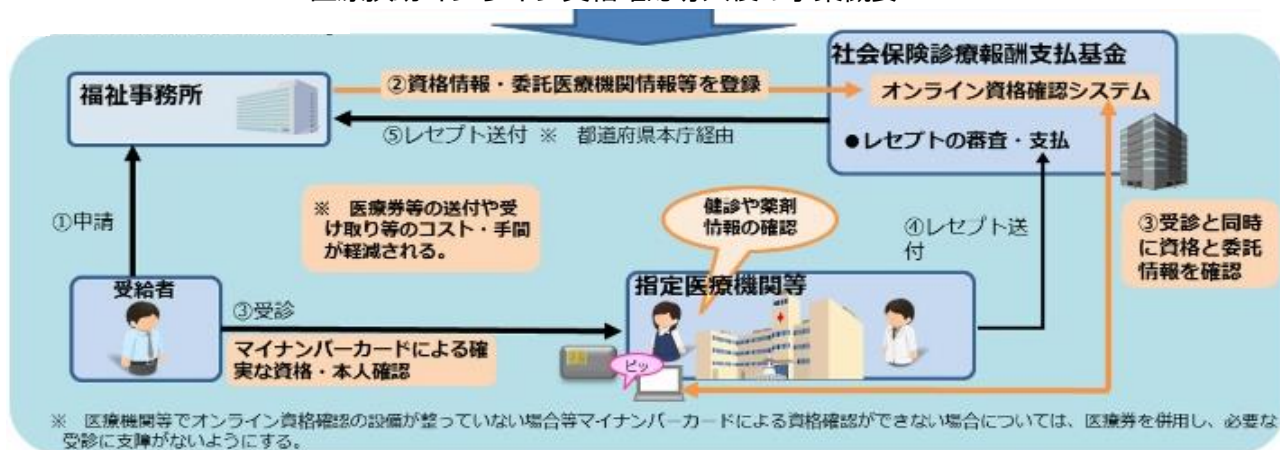 社会保険診療報酬支払基金
福祉事務所
②資格情報・委託医療機関情報等を登録
オンライン資格確認システム
⑤レセプト送付 ※ 都道府県本庁経由
●レセプトの審査・支払
①申請
※ 医療券等の送付や受
け取り等のコスト・手間
が軽減される。
健診や薬剤
情報の確認
④レセプト送
付
③受診と同時
に資格と委託
情報を確認
受給者
指定医療機関等
③受診
マイナンバーカードによる確
実な資格・本人確認
ピッ
※ 医療機関等でオンライン資格確認の設備が整っていない場合等マイナンバーカードによる資格確認ができない場合については、医療券を併用し、必要な
受診に支障がないようにする。